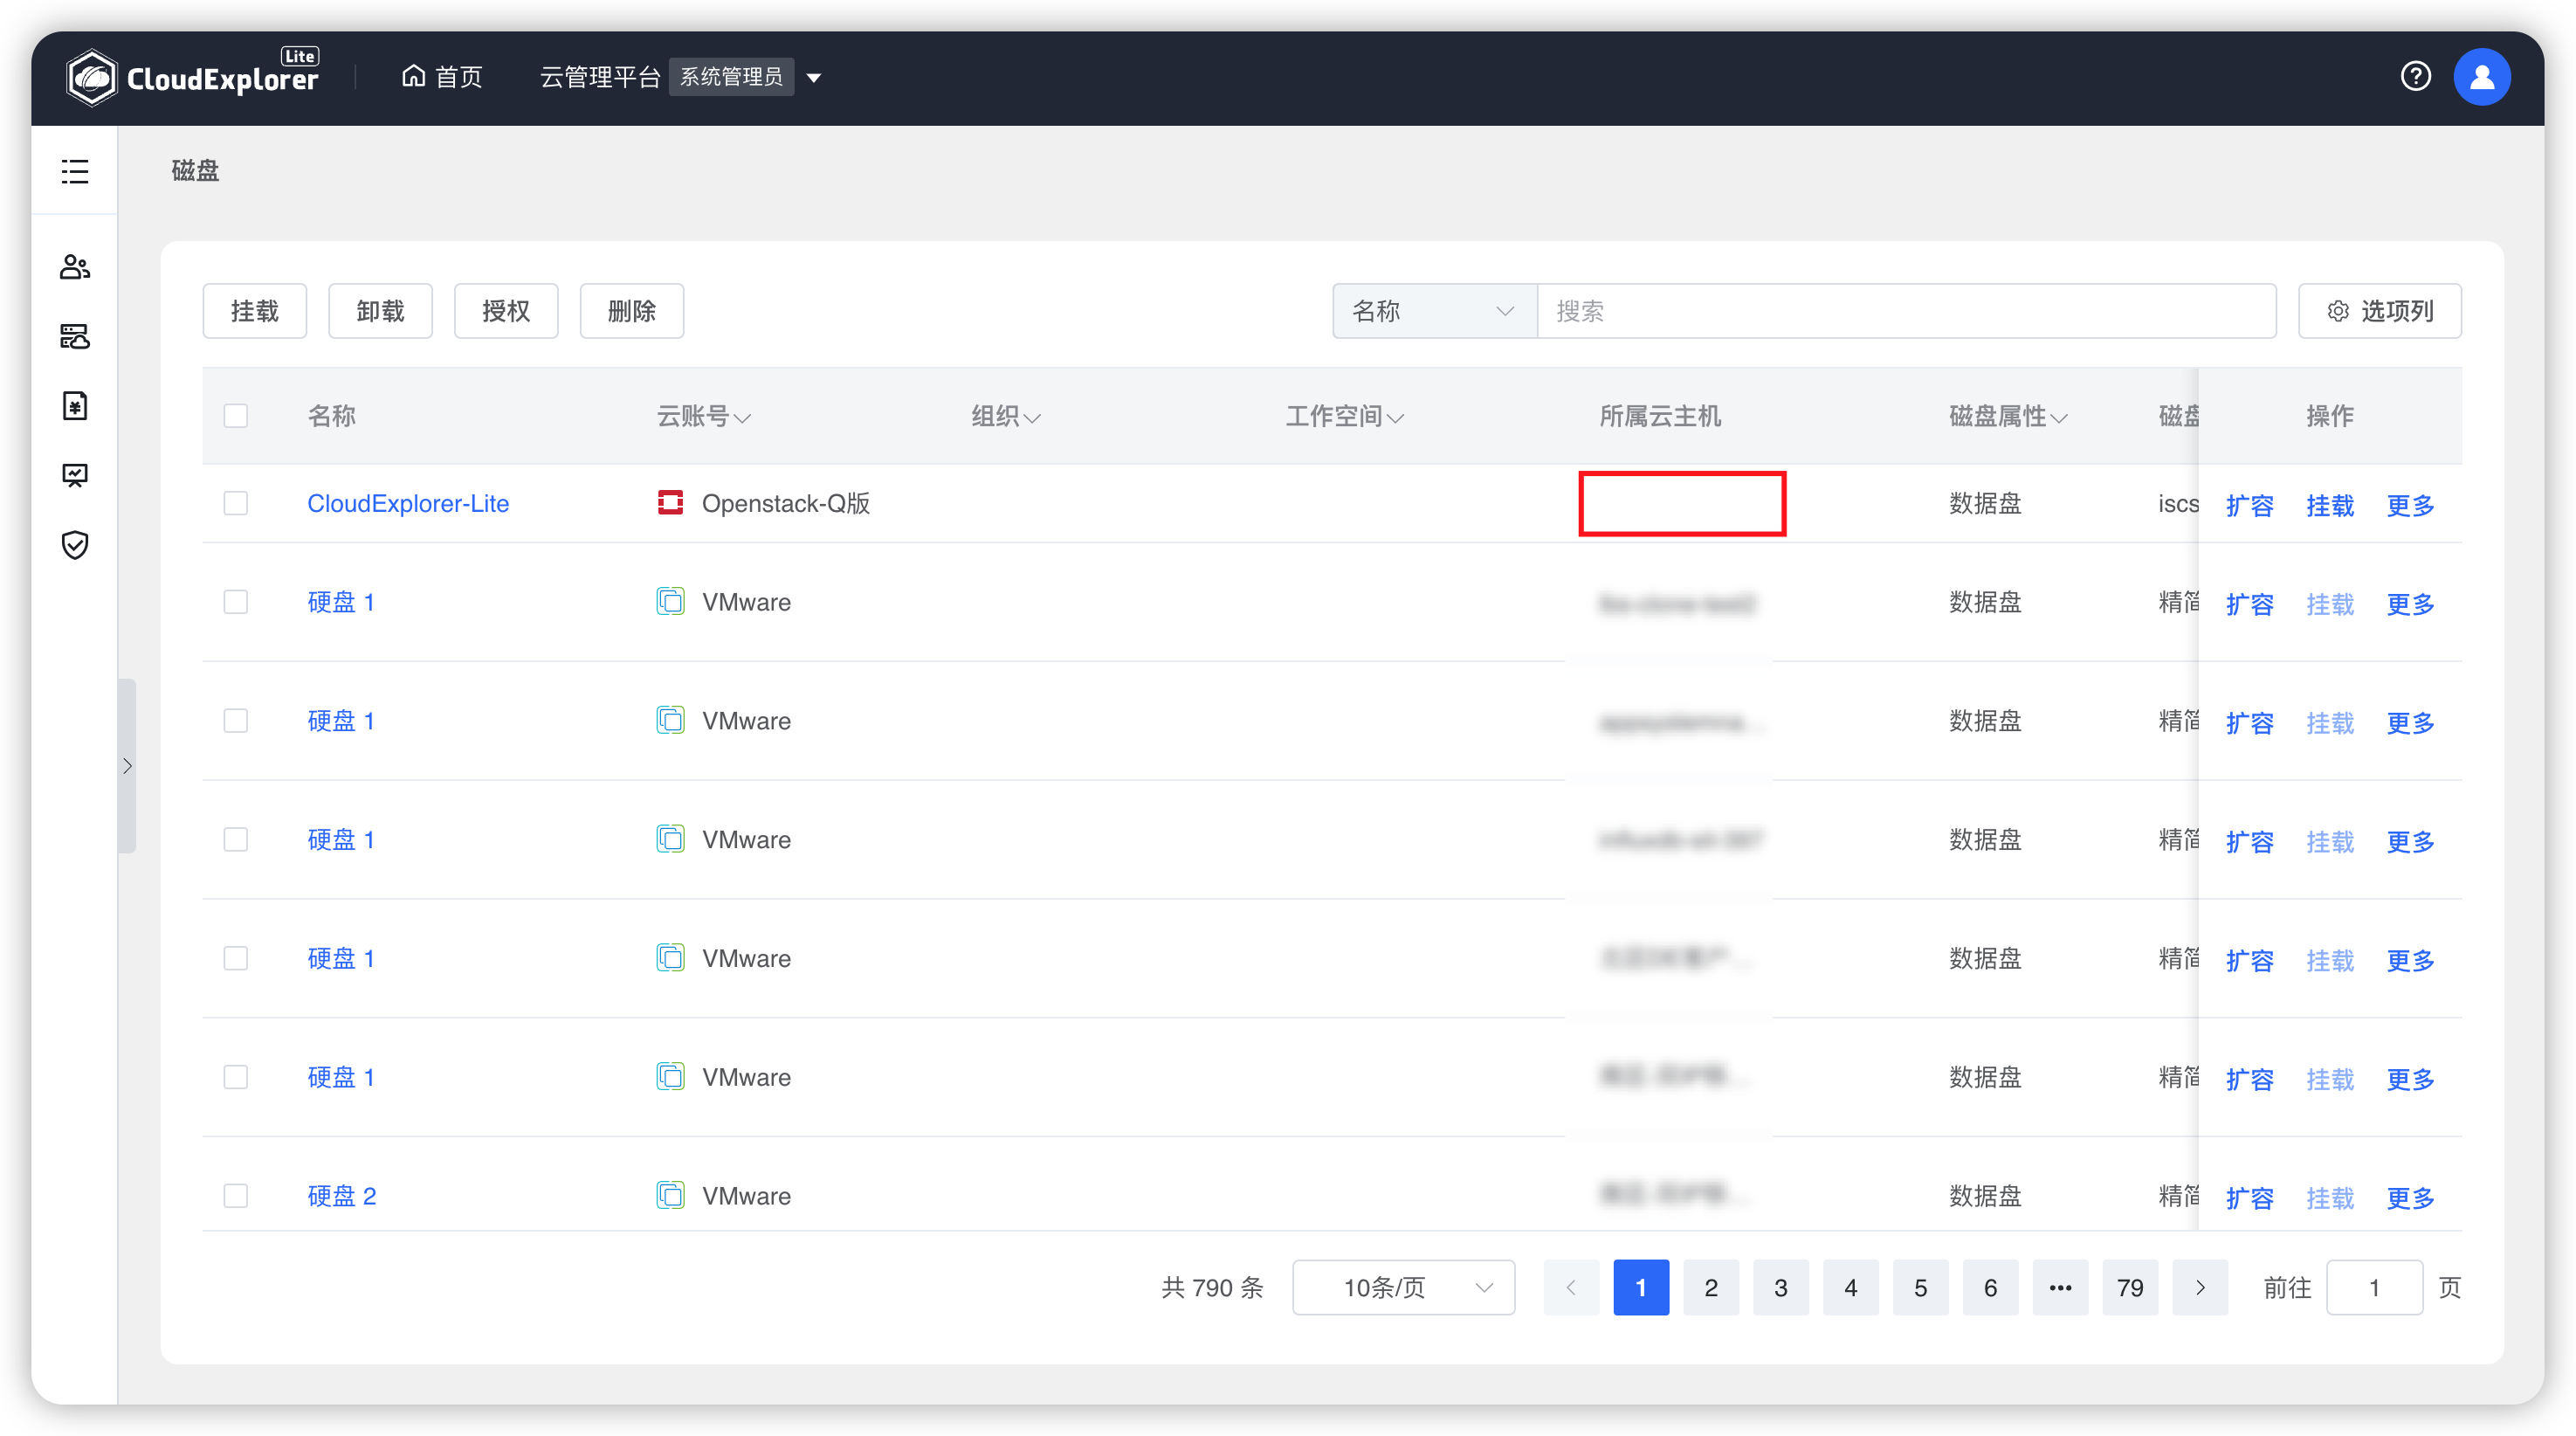 CloudExplorer Lite 首页 云管理平台 系统管理员
磁盘
挂载 卸载 授权 删除 名称 搜索 选项列
名称 云账号 组织 工作空间 所属云主机 磁盘属性 磁盘 操作
CloudExplorer-Lite Openstack-Q版 数据盘 iscs 扩容 挂载 更多
硬盘 1 VMware 数据盘 精简 扩容 挂载 更多
硬盘 1 VMware 数据盘 精简 扩容 挂载 更多
硬盘 1 VMware 数据盘 精简 扩容 挂载 更多
硬盘 1 VMware 数据盘 精简 扩容 挂载 更多
硬盘 1 VMware 数据盘 精简 扩容 挂载 更多
硬盘 2 VMware 数据盘 精简 扩容 挂载 更多
共 790 条 10条/页 1 2 3 4 5 6 ••• 79 前往 1 页